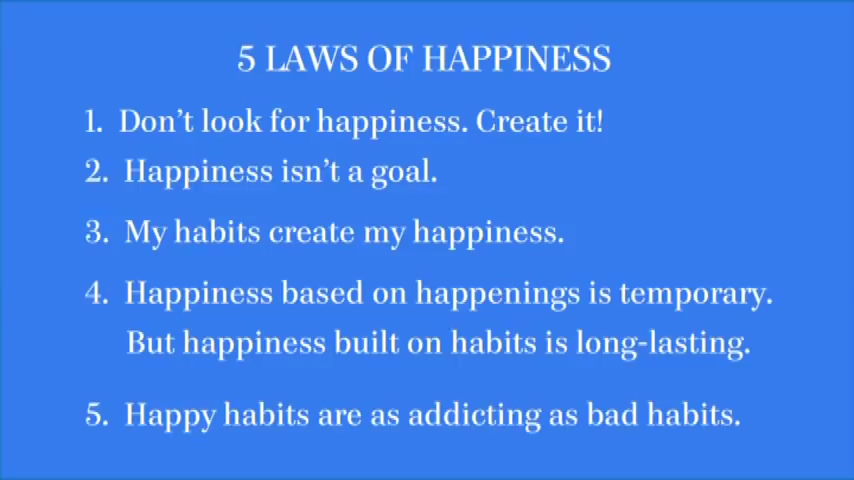 5 LAWS OF HAPPINESS
1. Don’t look for happiness. Create it!
2. Happiness isn’t a goal.
3. My habits create my happiness.
4. Happiness based on happenings is temporary.
But happiness built on habits is long-lasting.
5. Happy habits are as addicting as bad habits.